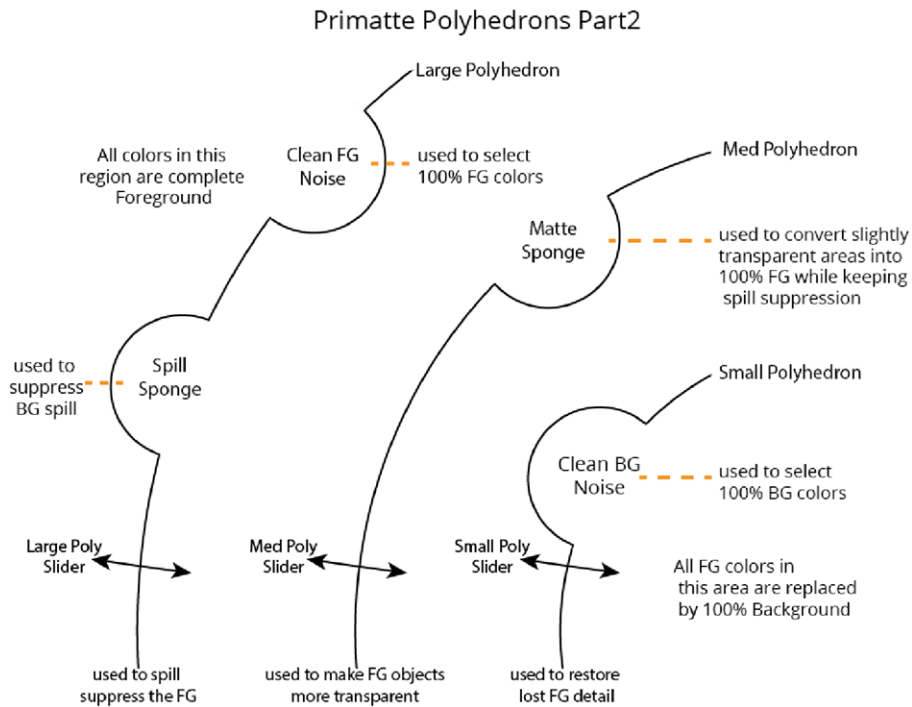 Primatte Polyhedrons Part2
Large Polyhedron
All colors in this
region are complete
Foreground
Clean FG
Noise
used to select
100% FG colors
Med Polyhedron
Matte
Sponge
used to convert slightly
transparent areas into
100% FG while keeping
spill suppression
used to
suppress
BG spill
Spill
Sponge
Small Polyhedron
Clean BG
Noise
used to select
100% BG colors
Large Poly
Slider
Med Poly
Slider
Small Poly
Slider
All FG colors in
this area are replaced
by 100% Background
used to spill
suppress the FG
used to make FG objects
more transparent
used to restore
lost FG detail